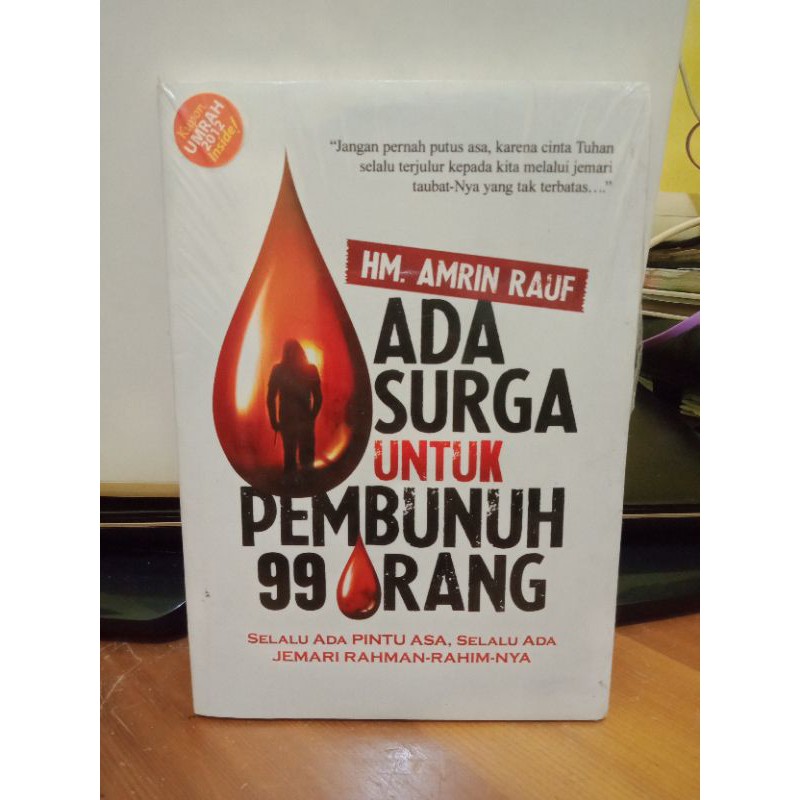 Kupon
UMRAH
2012
Inside!
“Jangan pernah putus asa, karena cinta Tuhan
selalu terjulur kepada kita melalui jemari
taubat-Nya yang tak terbatas....”
HM. AMRIN RAUF
ADA
SURGA
UNTUK
PEMBUNUH
99 ORANG
SELALU ADA PINTU ASA, SELALU ADA
JEMARI RAHMAN-RAHIM-NYA